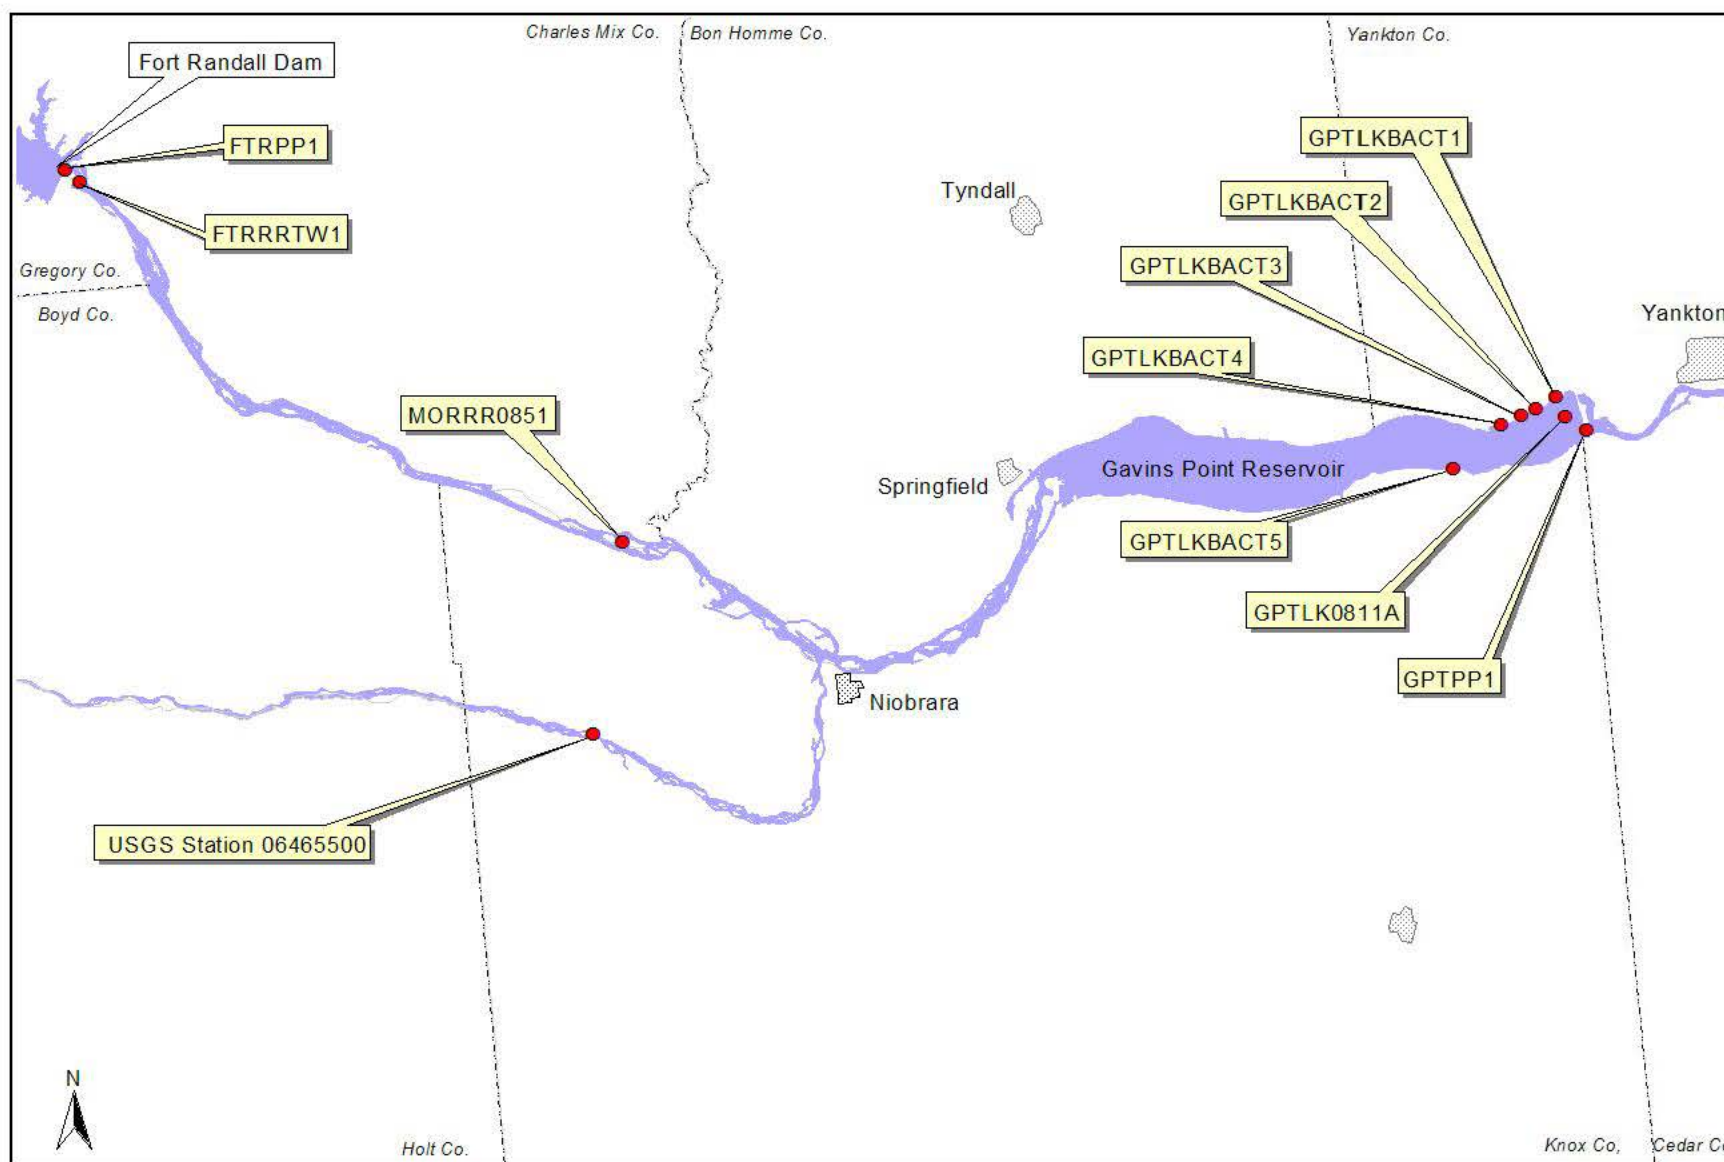 Charles Mix Co.
Bon Homme Co.
Yankton Co.
Fort Randall Dam
FTRPP1
GPTLKBACT1
Tyndall
GPTLKBACT2
FTRRRTW1
GPTLKBACT3
Gregory Co.
Boyd Co.
Yankton
GPTLKBACT4
MORRR0851
Gavins Point Reservoir
Springfield
GPTLKBACT5
GPTLK0811A
GPTPP1
Niobrara
USGS Station 06465500
N
Holt Co.
Knox Co,
Cedar Co